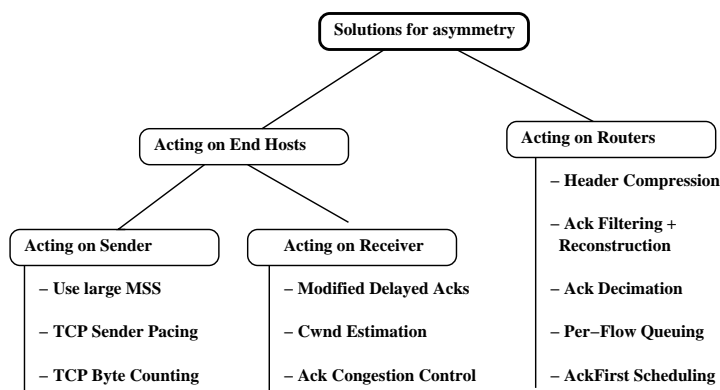 Solutions for asymmetry
Acting on End Hosts
Acting on Routers
– Header Compression
– Ack Filtering +
Reconstruction
– Ack Decimation
– Per–Flow Queuing
– AckFirst Scheduling
Acting on Sender
– Use large MSS
– TCP Sender Pacing
– TCP Byte Counting
Acting on Receiver
– Modified Delayed Acks
– Cwnd Estimation
– Ack Congestion Control